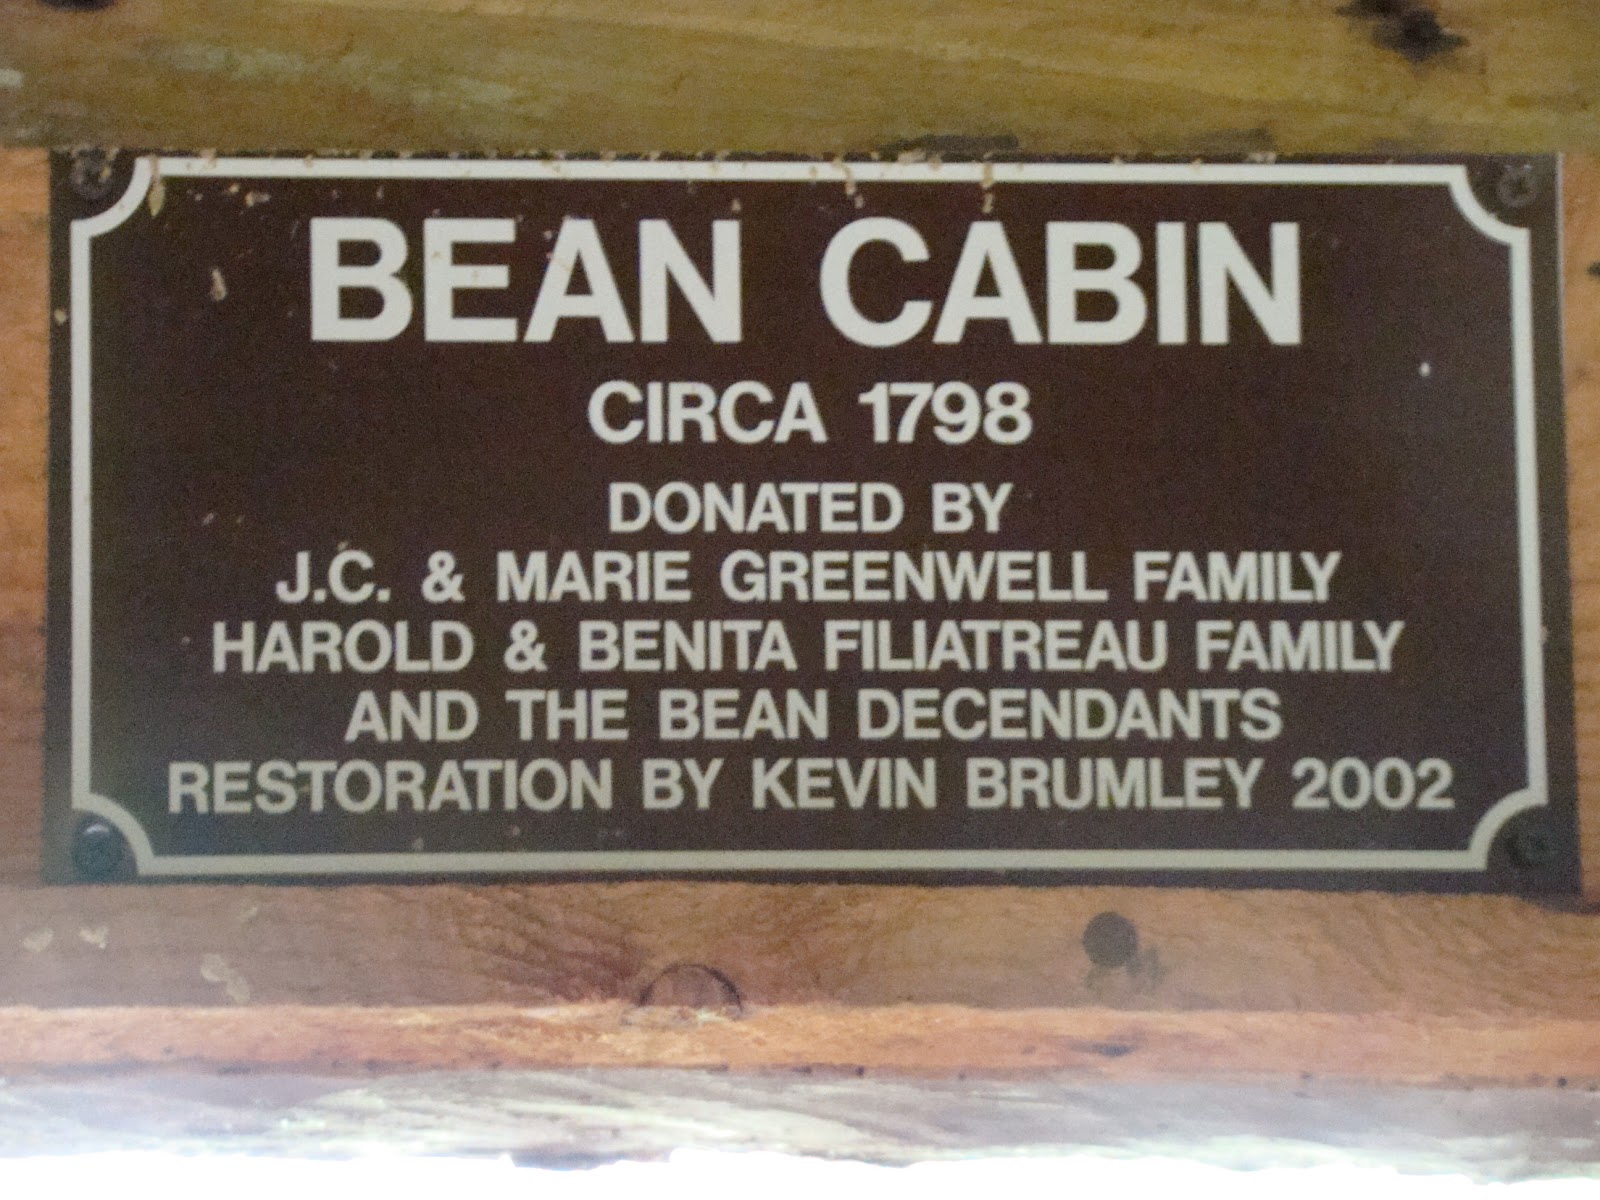 BEAN CABIN
CIRCA 1798
DONATED BY
J.C. & MARIE GREENWELL FAMILY
HAROLD & BENITA FILIATREAU FAMILY
AND THE BEAN DECENDANTS
RESTORATION BY KEVIN BRUMLEY 2002